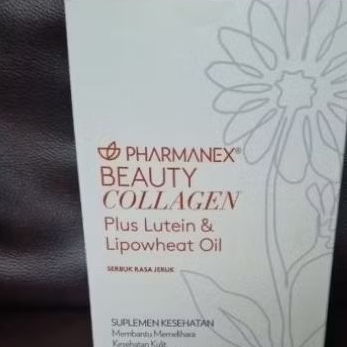 PHARMANEX®
BEAUTY
COLLAGEN
Plus Lutein &
Lipowheat Oil
SERBUK RASA JERUK
SUPLEMEN KESEHATAN
Membantu Memelihara
Kesehatan Kulit